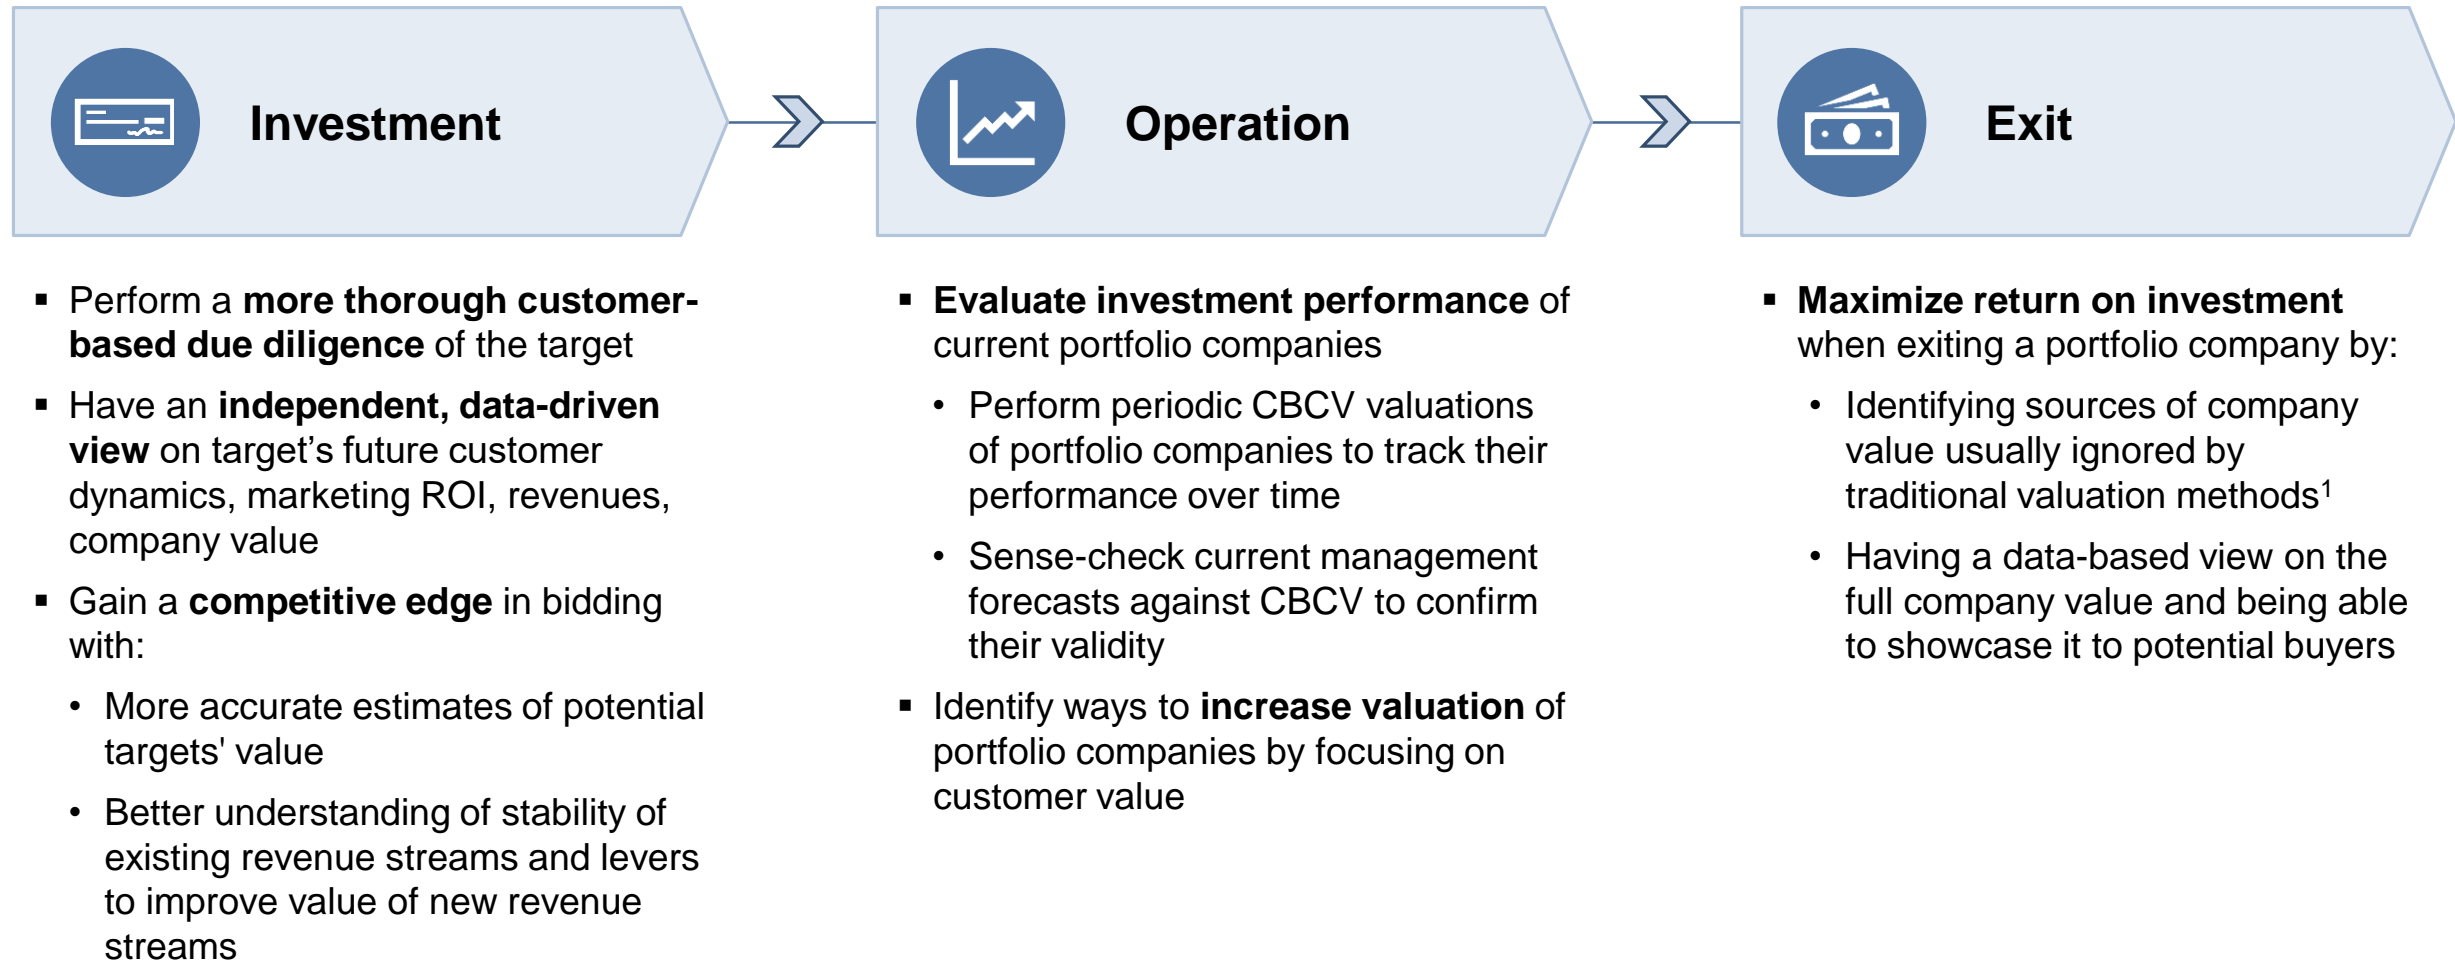 Investment
▪ Perform a more thorough customer-
based due diligence of the target
▪ Have an independent, data-driven
view on target’s future customer
dynamics, marketing ROI, revenues,
company value
▪ Gain a competitive edge in bidding
with:
• More accurate estimates of potential
targets' value
• Better understanding of stability of
existing revenue streams and levers
to improve value of new revenue
streams
Operation
▪ Evaluate investment performance of
current portfolio companies
• Perform periodic CBCV valuations
of portfolio companies to track their
performance over time
• Sense-check current management
forecasts against CBCV to confirm
their validity
▪ Identify ways to increase valuation of
portfolio companies by focusing on
customer value
Exit
▪ Maximize return on investment
when exiting a portfolio company by:
• Identifying sources of company
value usually ignored by
traditional valuation methods¹
• Having a data-based view on the
full company value and being able
to showcase it to potential buyers